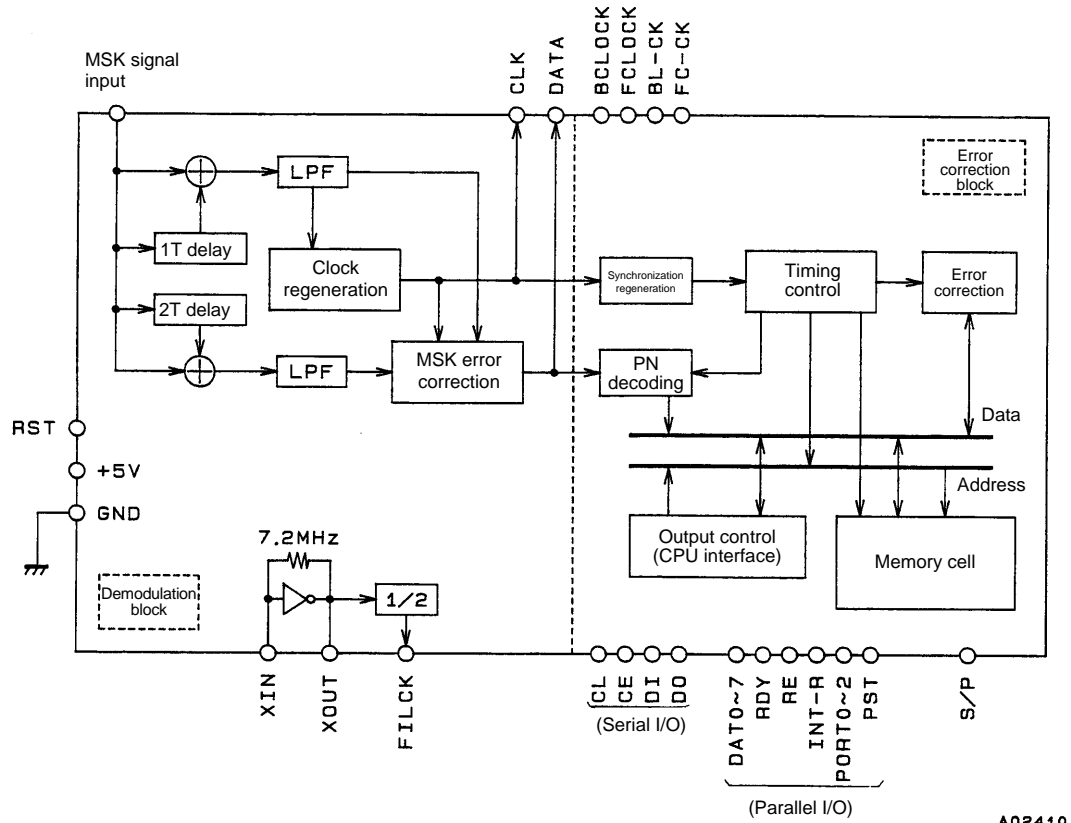 MSK signal
input
CLK
DATA
BCLOCK
FCLOCK
BL-CK
FC-CK
Error
correction
block
LPF
1T delay
Clock
regeneration
Synchronization
regeneration
Timing
control
Error
correction
2T delay
LPF
MSK error
correction
PN
decoding
Data
Address
RST
+5V
GND
7.2MHz
1/2
Output control
(CPU interface)
Memory cell
Demodulation
block
XIN
XOUT
FILCK
CL
CE
DI
DO
(Serial I/O)
DAT0~7
RDY
RE
INT-R
PORT0~2
PST
(Parallel I/O)
S/P
A02410